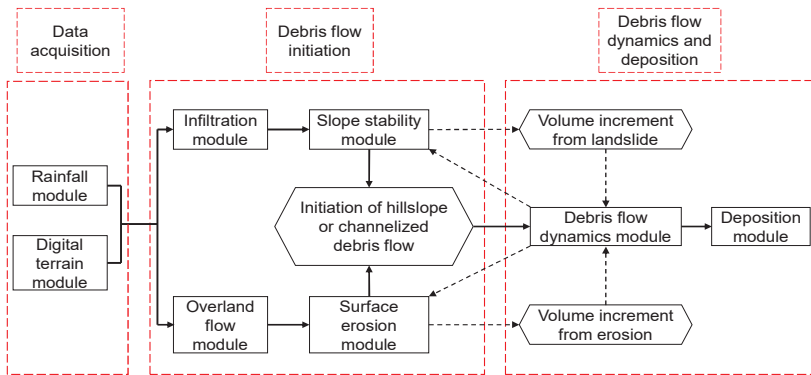 Data
acquisition
Debris flow
initiation
Debris flow
dynamics and
deposition
Infiltration
module
Slope stability
module
Volume increment
from landslide
Rainfall
module
Digital
terrain
module
Initiation of hillslope
or channelized
debris flow
Debris flow
dynamics module
Deposition
module
Overland
flow
module
Surface
erosion module
Volume increment
from erosion